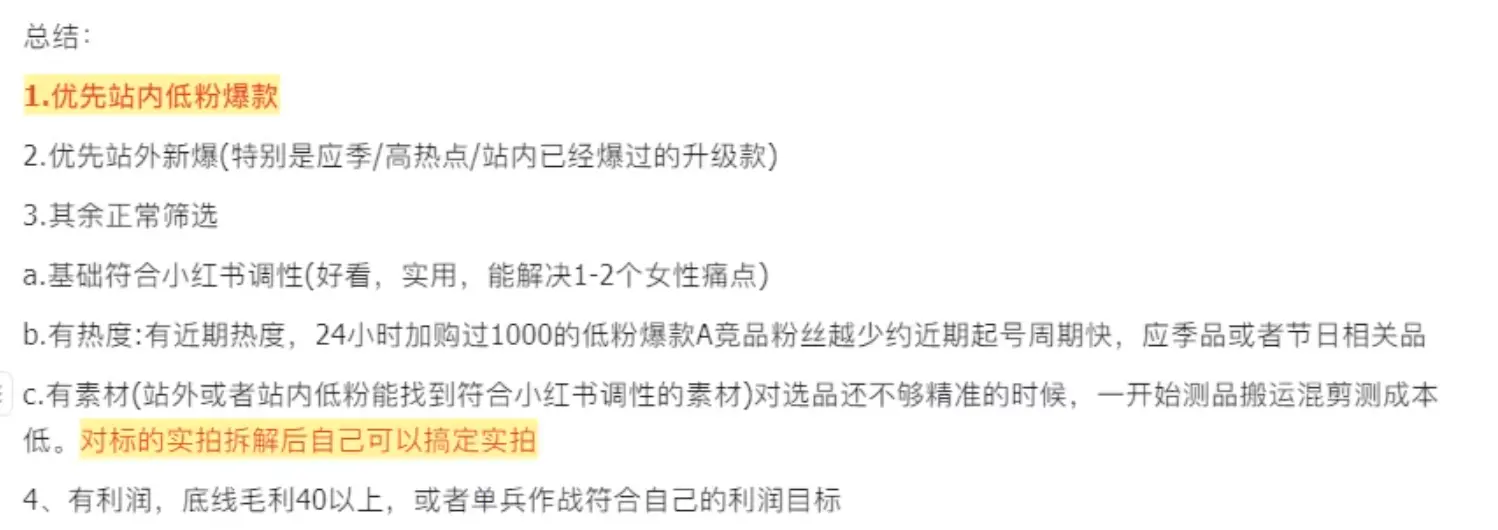 总结：
1.优先站内低粉爆款
2.优先站外新爆(特别是应季/高热点/站内已经爆过的升级款)
3.其余正常筛选
a.基础符合小红书调性(好看，实用，能解决1-2个女性痛点)
b.有热度:有近期热度，24小时加购过1000的低粉爆款A竞品粉丝越少约近期起号周期快，应季品或者节日相关品
c.有素材(站外或者站内低粉能找到符合小红书调性的素材)对选品还不够精准的时候，一开始测品搬运混剪测成本
低。对标的实拍拆解后自己可以搞定实拍
4、有利润，底线毛利40以上，或者单兵作战符合自己的利润目标